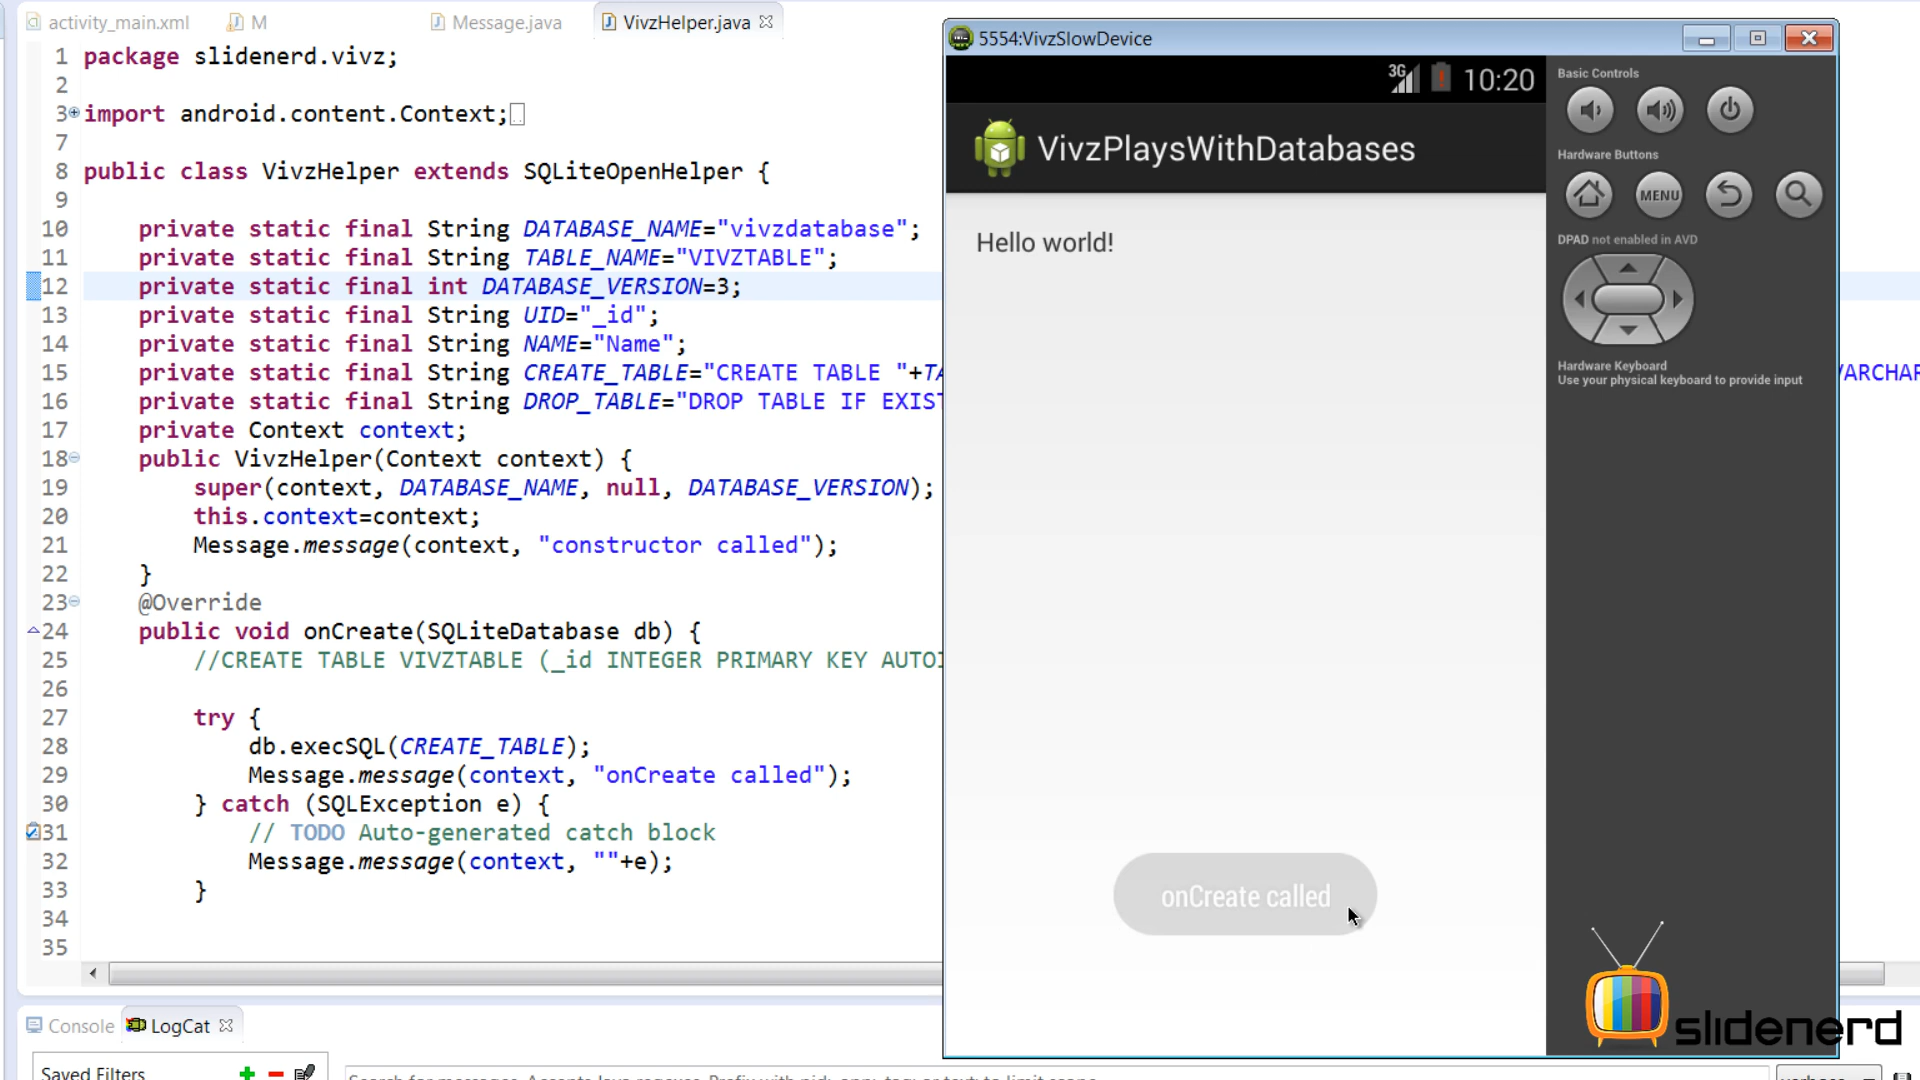 activity_main.xml M Message.java VivzHelper.java
1 package slidenerd.vivz;
2
3 import android.content.Context;
7
8 public class VivzHelper extends SQLiteOpenHelper {
9
10 private static final String DATABASE_NAME="vivzdatabase";
11 private static final String TABLE_NAME="VIVZTABLE";
12 private static final int DATABASE_VERSION=3;
13 private static final String UID="_id";
14 private static final String NAME="Name";
15 private static final String CREATE_TABLE="CREATE TABLE "+
16 private static final String DROP_TABLE="DROP TABLE IF
17 private Context context;
18 public VivzHelper(Context context) {
19 super(context, DATABASE_NAME, null, DATABASE_VERSION);
20 this.context=context;
21 Message.message(context, "constructor called");
22 }
23 @Override
24 public void onCreate(SQLiteDatabase db) {
25 //CREATE TABLE VIVZTABLE (_id INTEGER PRIMARY KEY
26
27 try {
28 db.execSQL(CREATE_TABLE);
29 Message.message(context, "onCreate called");
30 } catch (SQLException e) {
31 // TODO Auto-generated catch block
32 Message.message(context, ""+e);
33 }
34
35
Console LogCat
Saved Filters
5554:VivzSlowDevice
3G 10:20
VivzPlaysWithDatabases
Hello world!
onCreate called
Basic Controls
Hardware Buttons
MENU
DPAD not enabled in AVD
Hardware Keyboard
Use your physical keyboard to provide input
slidenerd